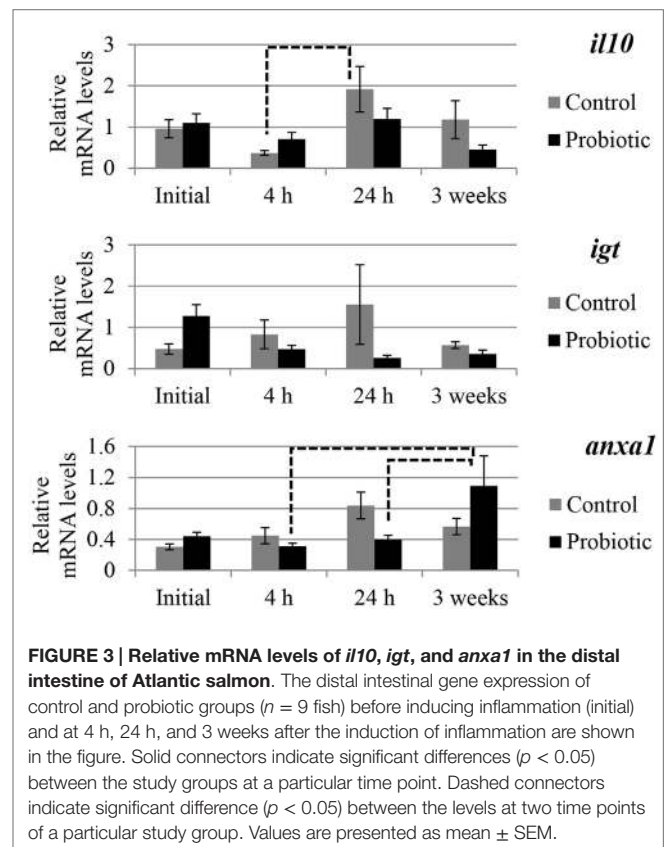 il10
3
2
1
0
Relative
mRNA levels
Control
Probiotic
Initial 4 h 24 h 3 weeks
igt
3
2
1
0
Relative
mRNA levels
Control
Probiotic
Initial 4 h 24 h 3 weeks
anxa1
1.6
1.2
0.8
0.4
0
Relative
mRNA levels
Control
Probiotic
Initial 4 h 24 h 3 weeks
FIGURE 3 | Relative mRNA levels of il10, igt, and anxa1 in the distal
intestine of Atlantic salmon. The distal intestinal gene expression of
control and probiotic groups (n = 9 fish) before inducing inflammation (initial)
and at 4 h, 24 h, and 3 weeks after the induction of inflammation are shown
in the figure. Solid connectors indicate significant differences (p < 0.05)
between the study groups at a particular time point. Dashed connectors
indicate significant difference (p < 0.05) between the levels at two time points
of a particular study group. Values are presented as mean ± SEM.